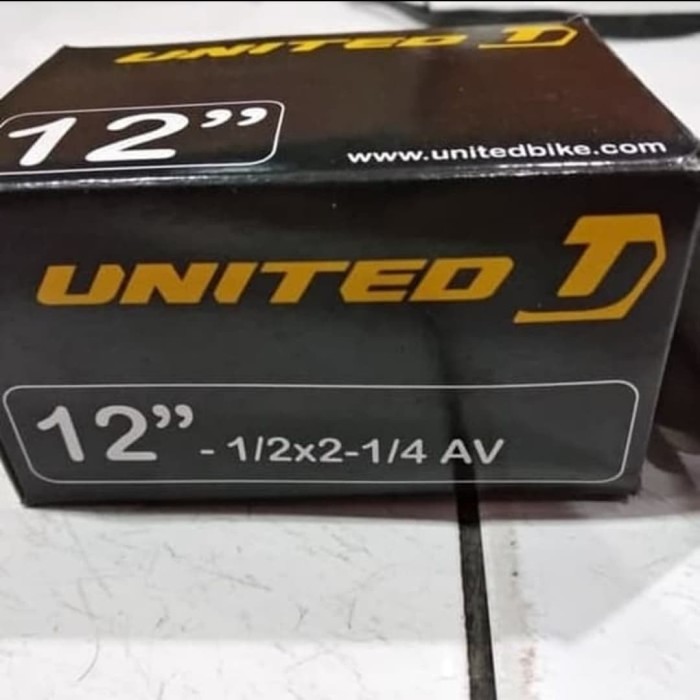 UNITED
12”
www.unitedbike.com
UNITED
12” - 1/2x2-1/4 AV